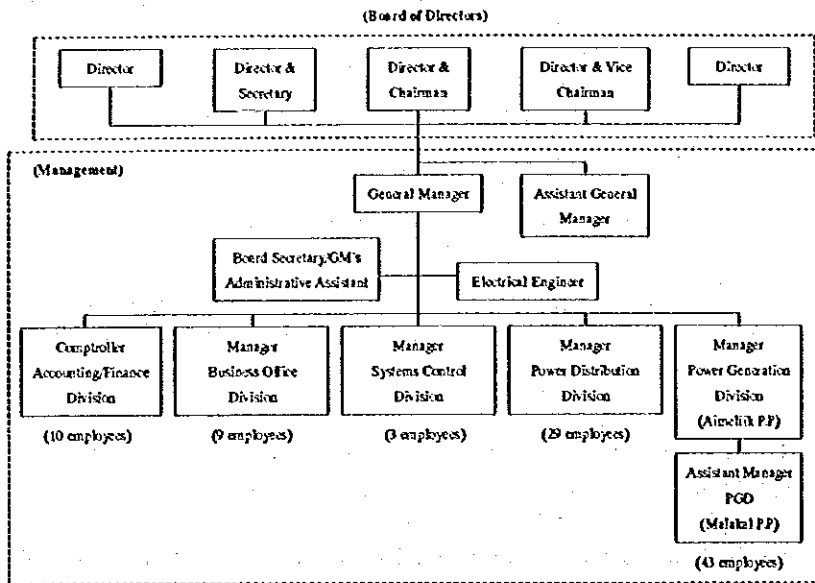 (Board of Directors)
Director
Director &
Secretary
Director &
Chairman
Director & Vice
Chairman
Director
(Management)
General Manager
Assistant General
Manager
Board Secretary/GM's
Administrative Assistant
Electrical Engineer
Comptroller
Accounting/Finance
Division
(10 employees)
Manager
Business Office
Division
(9 employees)
Manager
Systems Control
Division
(3 employees)
Manager
Power Distribution
Division
(29 employees)
Manager
Power Generation
Division
(Aimeliik P.P)
Assistant Manager
PGD
(Malakal P.P)
(43 employees)